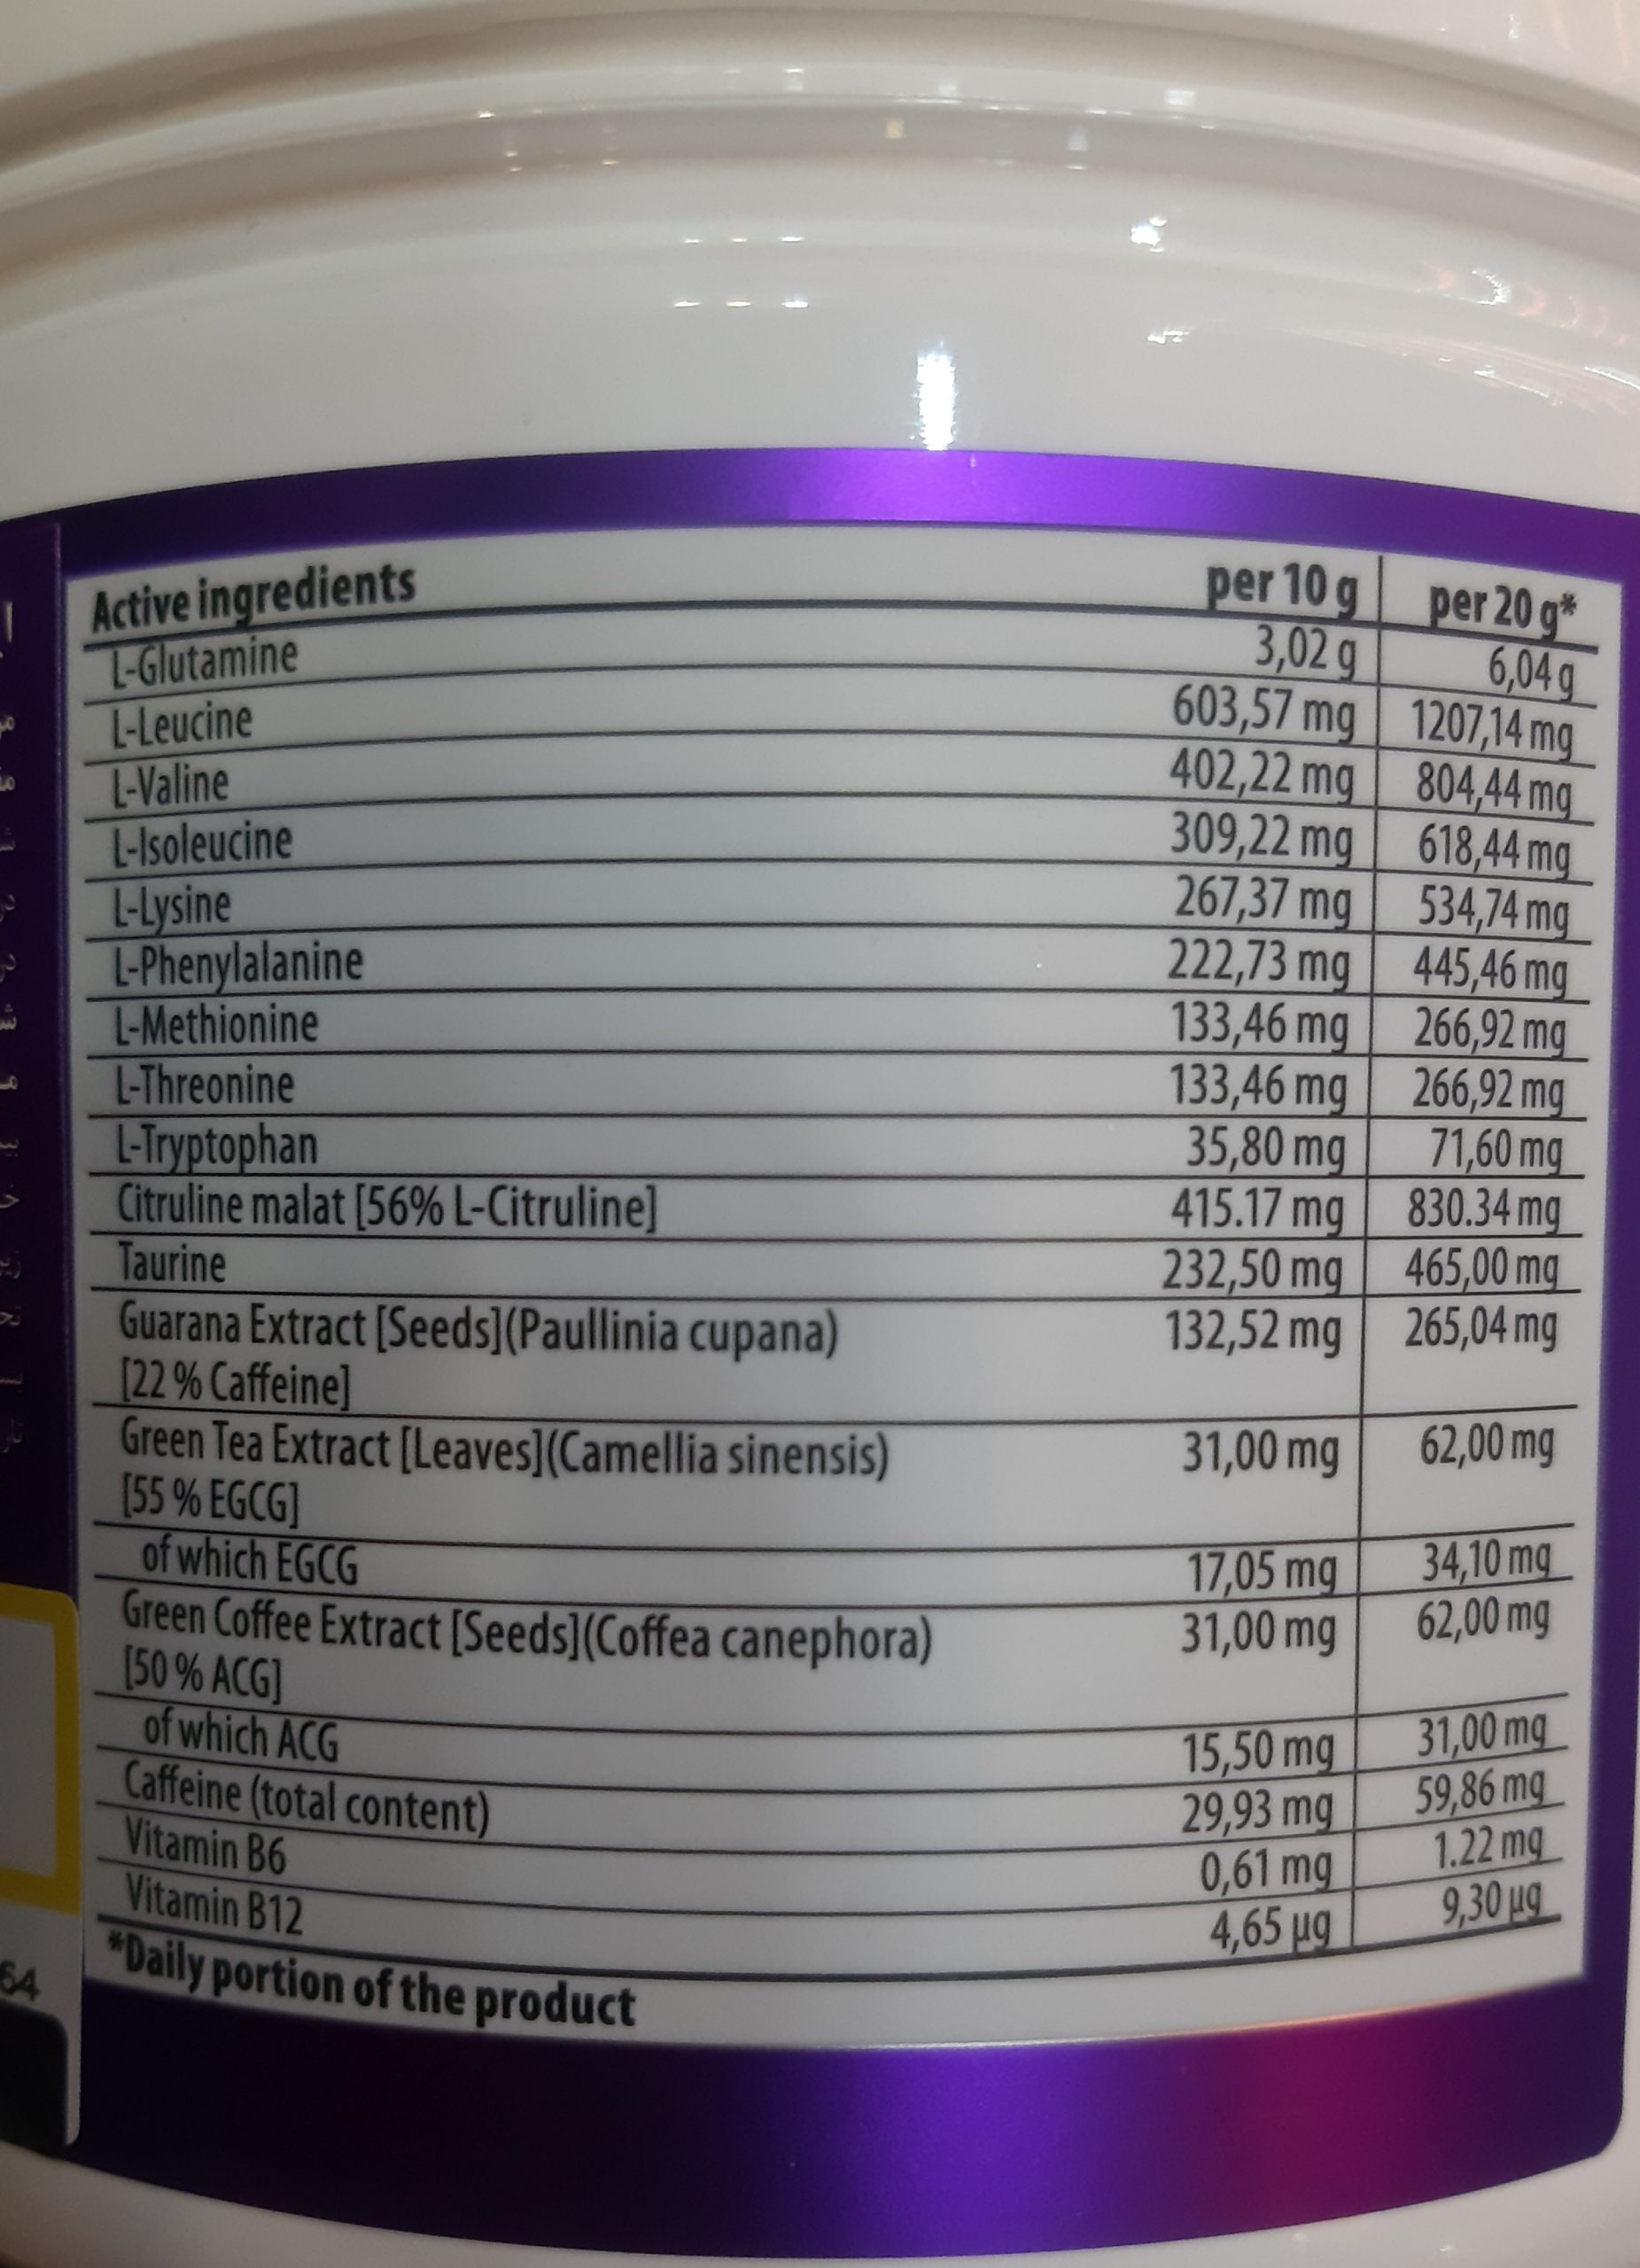 Active ingredients per 10 g per 20 g*
L-Glutamine 3,02 g 6,04 g
L-Leucine 603,57 mg 1207,14 mg
L-Valine 402,22 mg 804,44 mg
L-Isoleucine 309,22 mg 618,44 mg
L-Lysine 267,37 mg 534,74 mg
L-Phenylalanine 222,73 mg 445,46 mg
L-Methionine 133,46 mg 266,92 mg
L-Threonine 133,46 mg 266,92 mg
L-Tryptophan 35,80 mg 71,60 mg
Citruline malat [56% L-Citruline] 415.17 mg 830.34 mg
Taurine 232,50 mg 465,00 mg
Guarana Extract [Seeds](Paullinia cupana) 132,52 mg 265,04 mg
[22 % Caffeine]
Green Tea Extract [Leaves](Camellia sinensis) 31,00 mg 62,00 mg
[55 % EGCG]
of which EGCG 17,05 mg 34,10 mg
Green Coffee Extract [Seeds](Coffea canephora) 31,00 mg 62,00 mg
[50 % ACG]
of which ACG 15,50 mg 31,00 mg
Caffeine (total content) 29,93 mg 59,86 mg
Vitamin B6 0,61 mg 1.22 mg
Vitamin B12 4,65 µg 9,30 µg
*Daily portion of the product
64